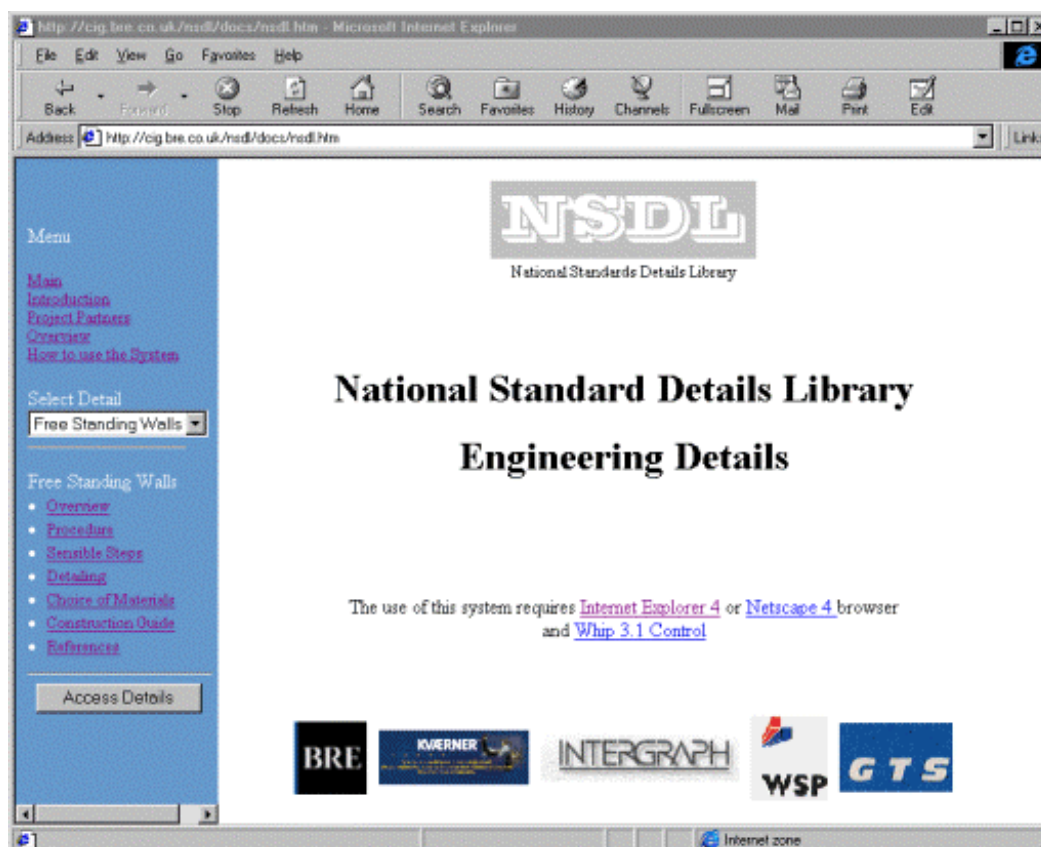 http://cig.bre.co.uk/nsdl/docs/nsdl.htm - Microsoft Internet Explorer
File Edit View Go Favorites Help
Back Forward Stop Refresh Home Search Favorites History Channels Fullscreen Mail Print Edit
Address http://cig.bre.co.uk/nsdl/docs/nsdl.htm Links
NSDL
National Standards Details Library
Menu
Main
Introduction
Project Partners
Overview
How to use the System
Select Detail
Free Standing Walls
National Standard Details Library
Engineering Details
Free Standing Walls
Overview
Procedure
Sensible Steps
Detailing
Choice of Materials
Construction Guide
References
The use of this system requires Internet Explorer 4 or Netscape 4 browser
and Whip 3.1 Control
Access Details
BRE KVÆRNER INTERGRAPH WSP GTS
Internet zone